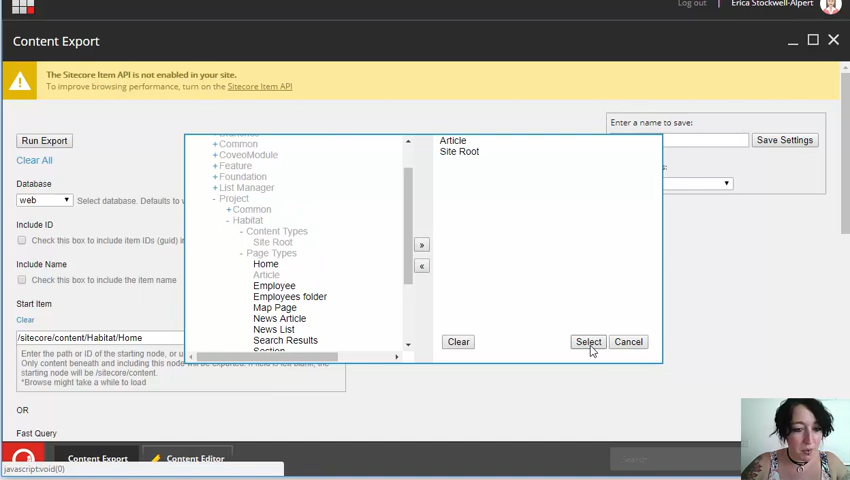 Log out
Erica Stockwell-Alpert
Content Export
The Sitecore Item API is not enabled in your site.
To improve browsing performance, turn on the Sitecore Item API
Run Export
Clear All
Database
web
Select database. Defaults to
Include ID
Check this box to include item IDs (guid) in
Include Name
Check this box to include the item name
Start Item
Clear
/sitecore/content/Habitat/Home
Enter the path or ID of the starting node, or u
Only content beneath and including this node will be exported. If field is left blank, the
starting node will be /sitecore/content.
*Browse might take a while to load
OR
Fast Query
Common
CoveoModule
Feature
Foundation
List Manager
Project
Common
Habitat
Content Types
Site Root
Page Types
Home
Article
Employee
Employees folder
Map Page
News Article
News List
Search Results
Section
»
«
Article
Site Root
Clear
Select
Cancel
Enter a name to save:
Save Settings
Content Export
Content Editor
Search
javascript:void(0)